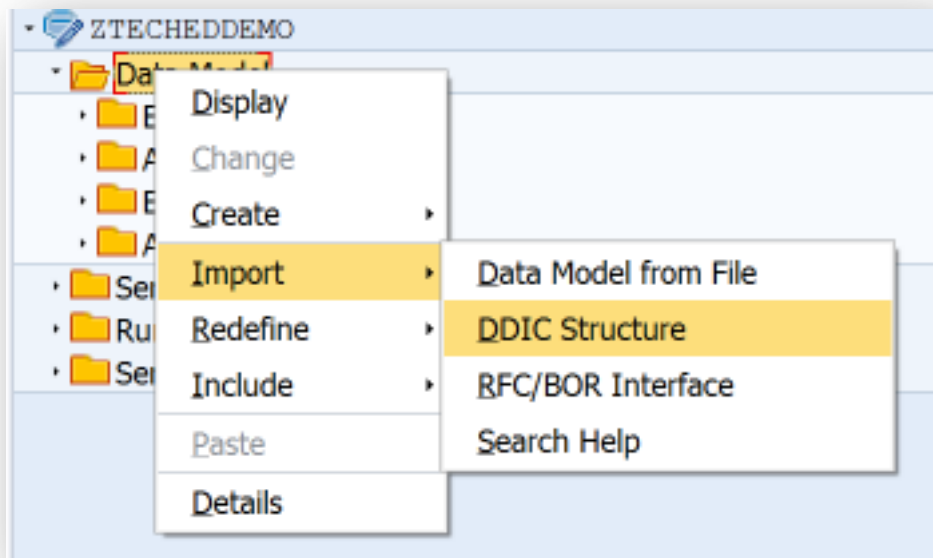 ZTECHEDDEMO
Data Model
Display
Change
Create
Import
Redefine
Include
Paste
Details
Data Model from File
DDIC Structure
RFC/BOR Interface
Search Help